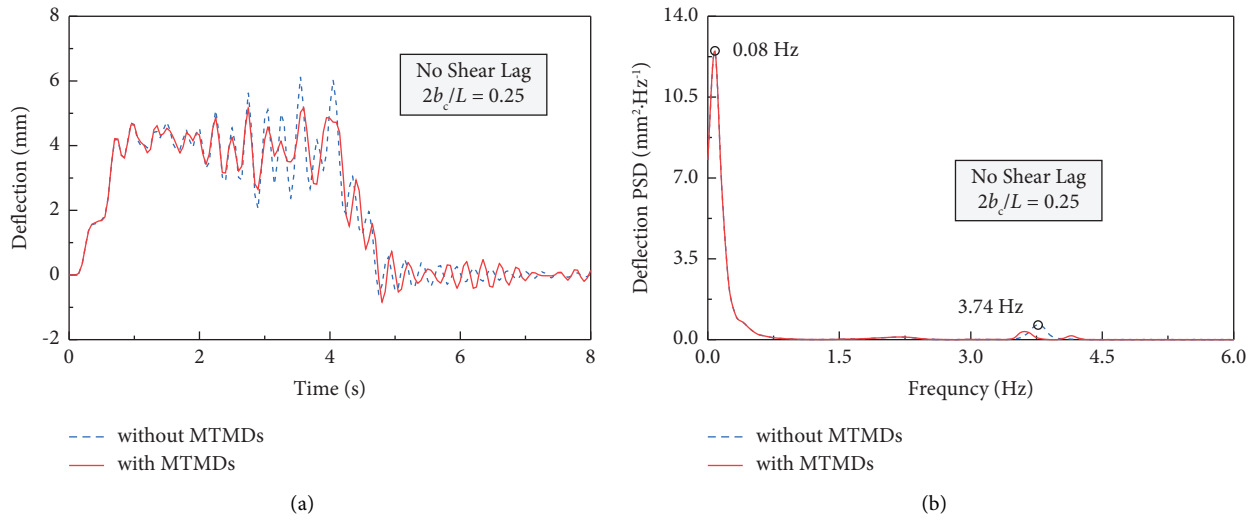 8
6
4
2
0
-2
Deflection (mm)
0
2
4
6
8
Time (s)
No Shear Lag
2b_c/L = 0.25
without MTMDs
with MTMDs
(a)
14.0
10.5
7.0
3.5
0.0
Deflection PSD (mm²·Hz⁻¹)
0.08 Hz
No Shear Lag
2b_c/L = 0.25
3.74 Hz
0.0
1.5
3.0
4.5
6.0
Frequncy (Hz)
without MTMDs
with MTMDs
(b)